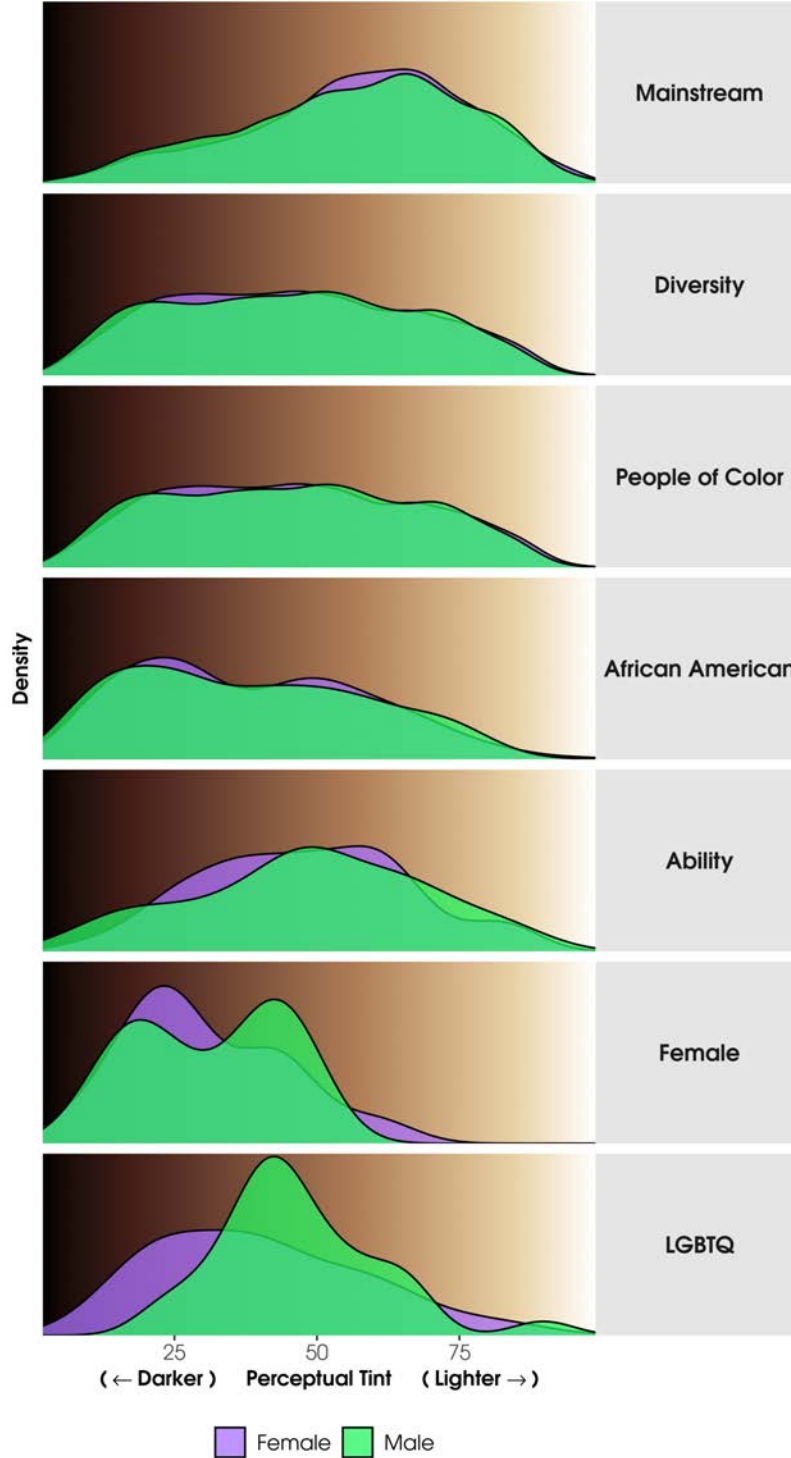 Mainstream
Diversity
People of Color
African American
Ability
Female
LGBTQ
Density
25 50 75
( ← Darker ) Perceptual Tint ( Lighter → )
Female Male